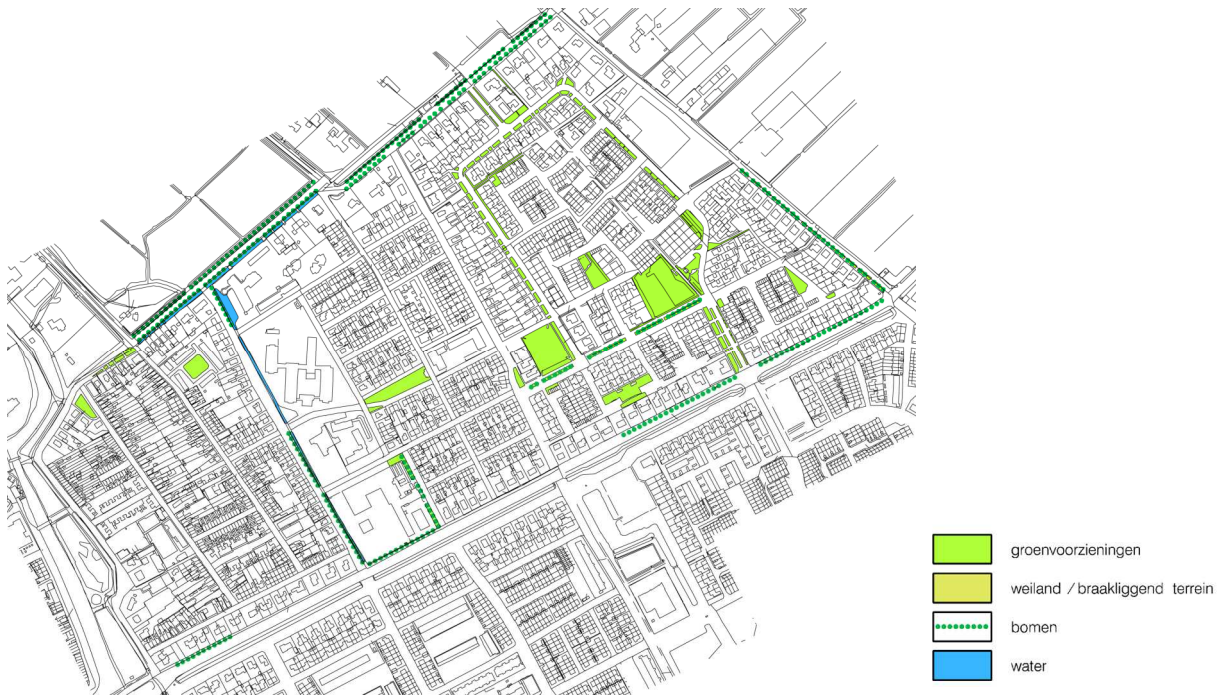 groenvoorzieningen
weiland / braakliggend terrein
bomen
water